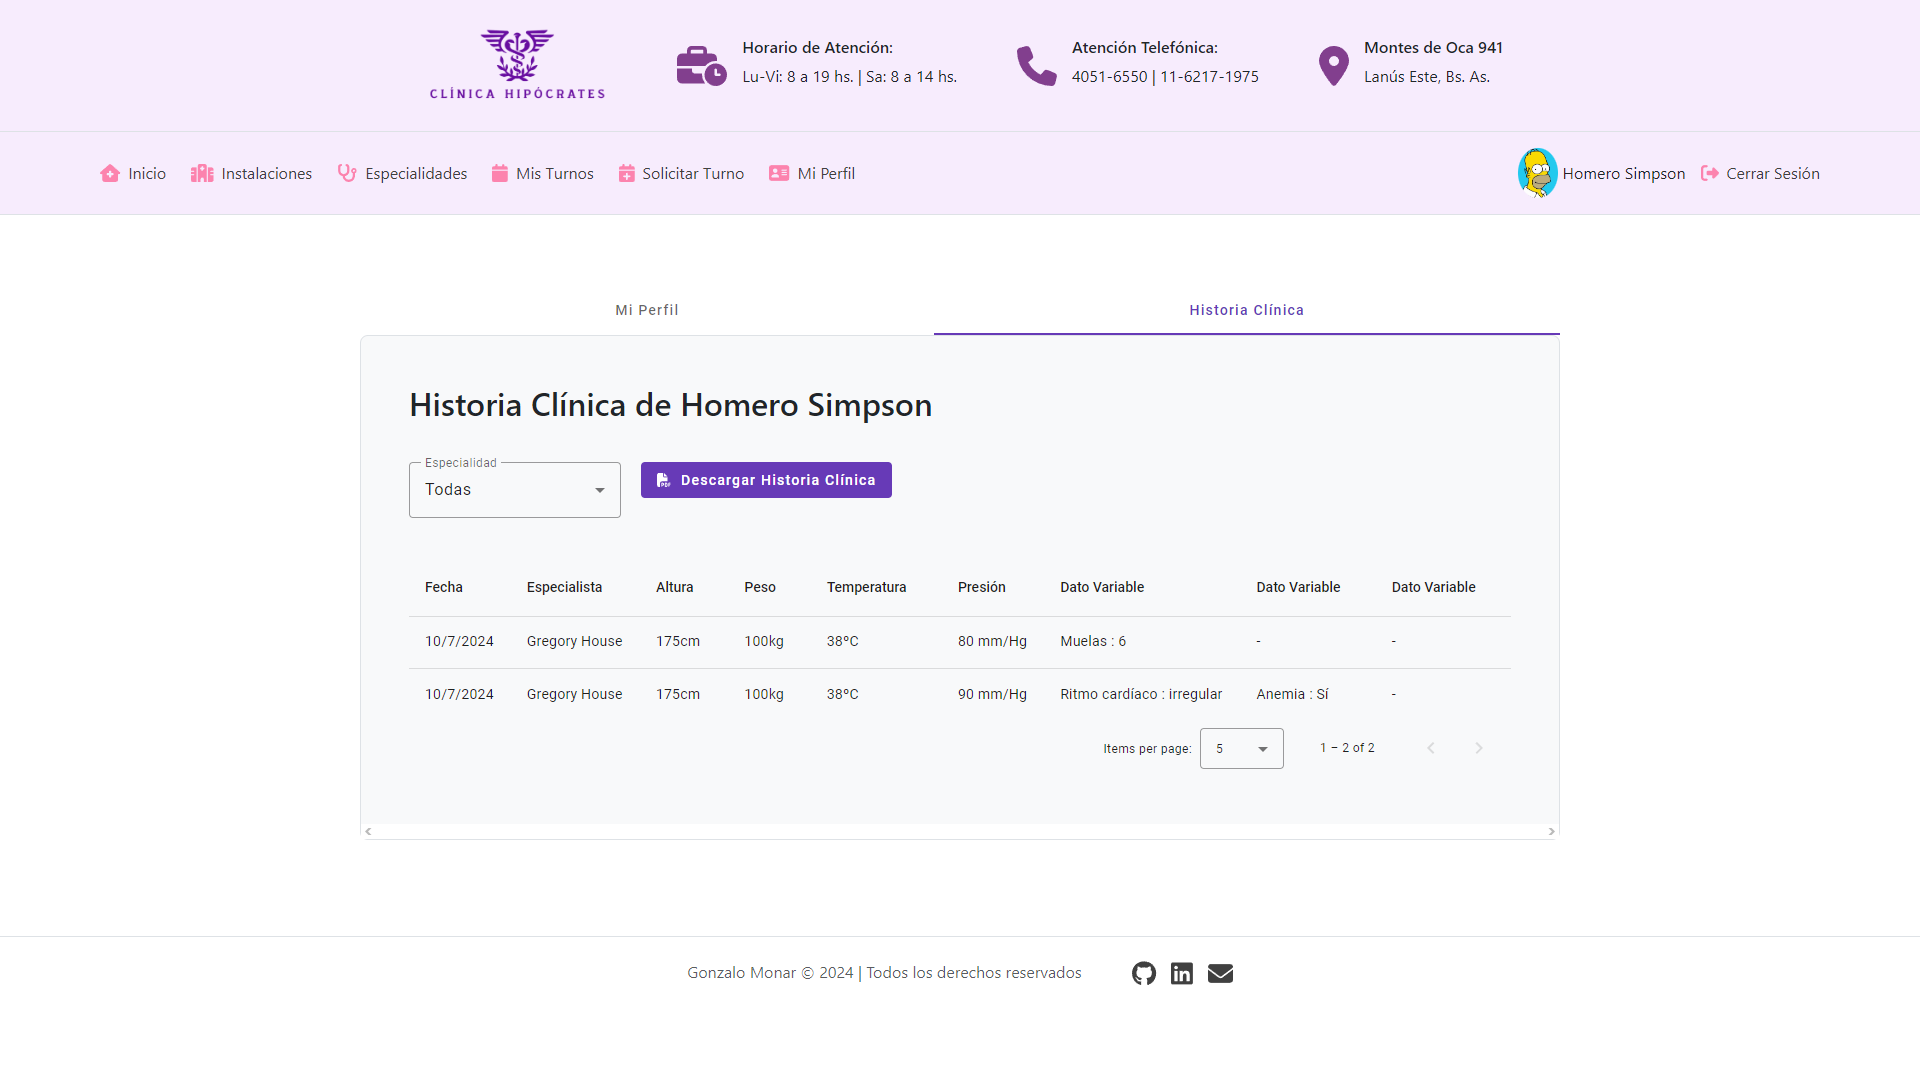 CLÍNICA HIPÓCRATES
Horario de Atención:
Lu-Vi: 8 a 19 hs. | Sa: 8 a 14 hs.
Atención Telefónica:
4051-6550 | 11-6217-1975
Montes de Oca 941
Lanús Este, Bs. As.
Inicio Instalaciones Especialidades Mis Turnos Solicitar Turno Mi Perfil Homero Simpson Cerrar Sesión
Mi Perfil Historia Clínica
Historia Clínica de Homero Simpson
Especialidad
Todas
PDF Descargar Historia Clínica
Fecha Especialista Altura Peso Temperatura Presión Dato Variable Dato Variable Dato Variable
10/7/2024 Gregory House 175cm 100kg 38ºC 80 mm/Hg Muelas : 6 - -
10/7/2024 Gregory House 175cm 100kg 38ºC 90 mm/Hg Ritmo cardíaco : irregular Anemia : Sí -
Items per page: 5 1 – 2 of 2
Gonzalo Monar © 2024 | Todos los derechos reservados in